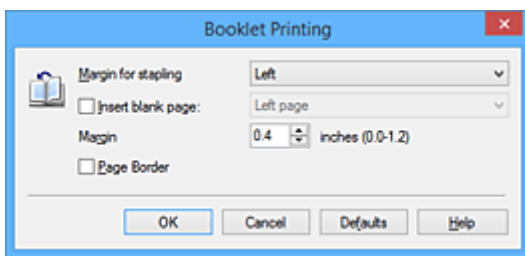 Booklet Printing
Margin for stapling Left
Insert blank page: Left page
Margin 0.4 inches (0.0-1.2)
Page Border
OK Cancel Defaults Help